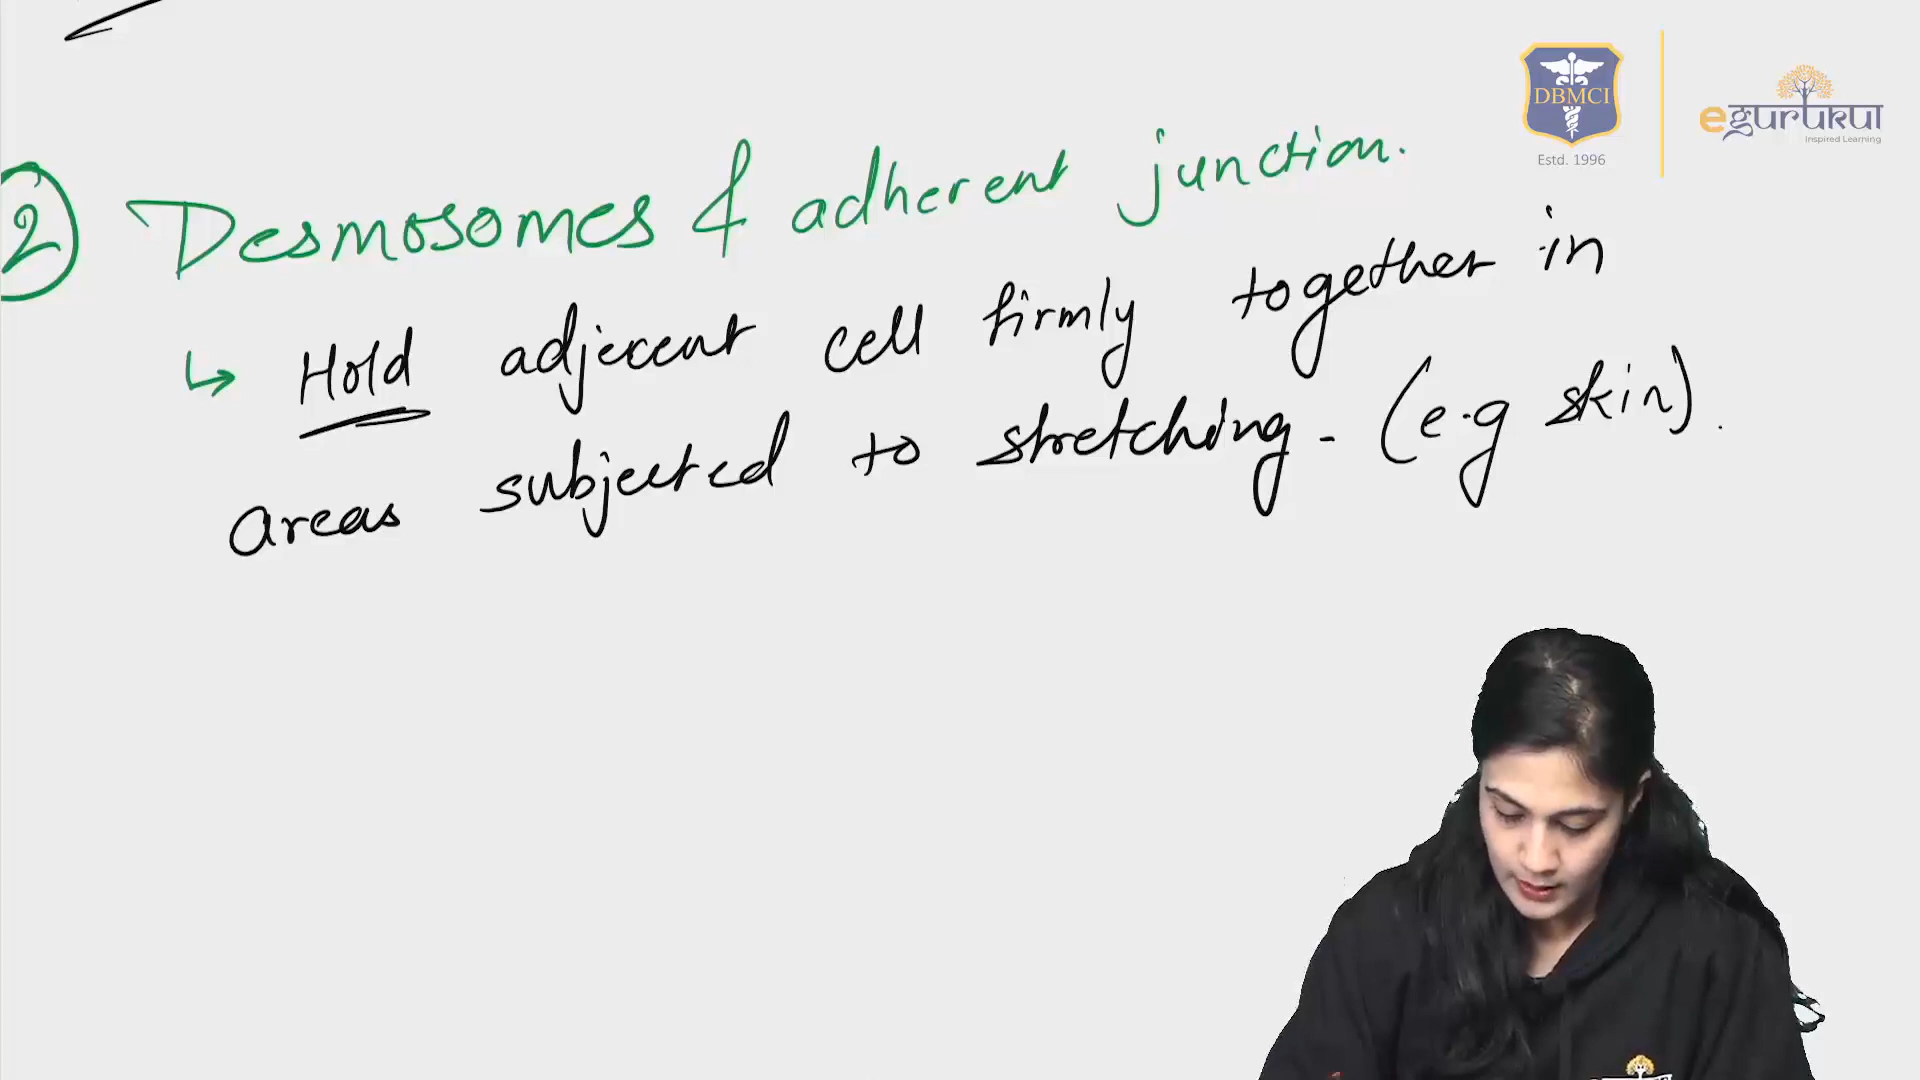 DBMCI
Estd. 1996
egurukul
Inspired Learning
2 Desmosomes & adherent junction.
↳ Hold adjecent cell firmly together in
areas subjected to stretching. (e.g skin).